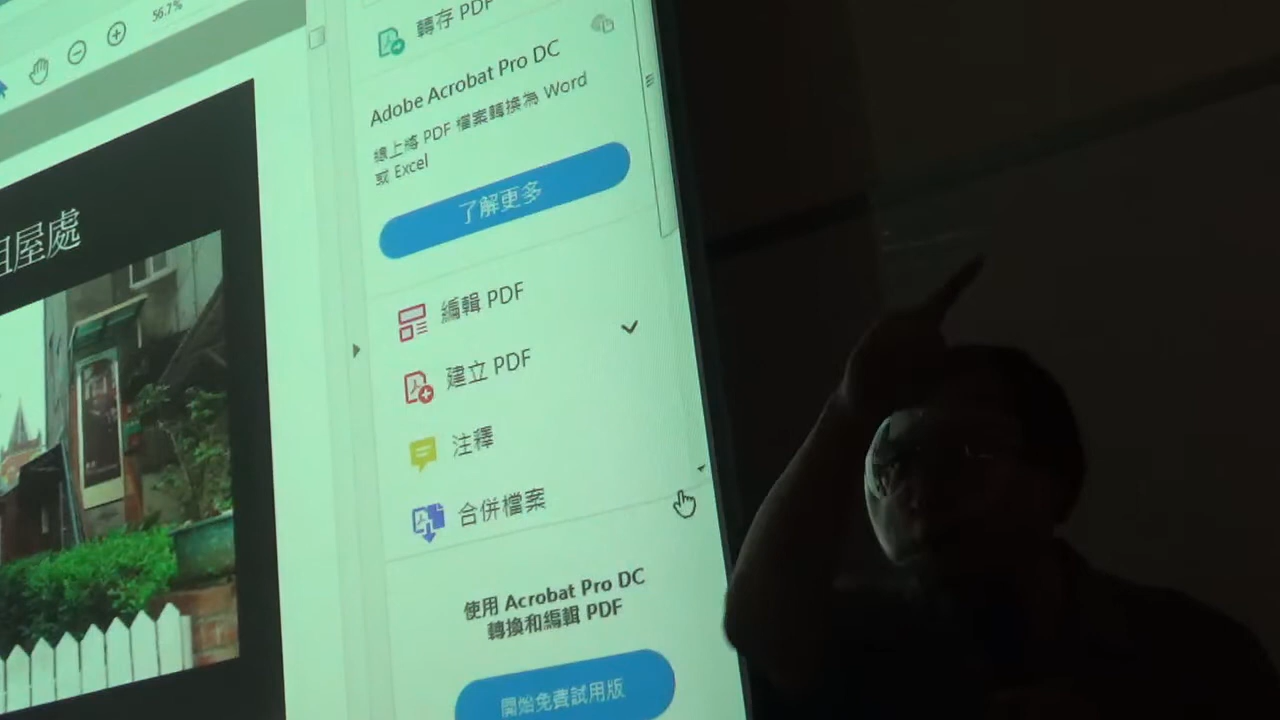 56.7%
轉存 PDF
Adobe Acrobat Pro DC
線上將 PDF 檔案轉換為 Word
或 Excel
了解更多
租屋處
編輯 PDF
建立 PDF
注釋
合併檔案
使用 Acrobat Pro DC
轉換和編輯 PDF
開始免費試用版